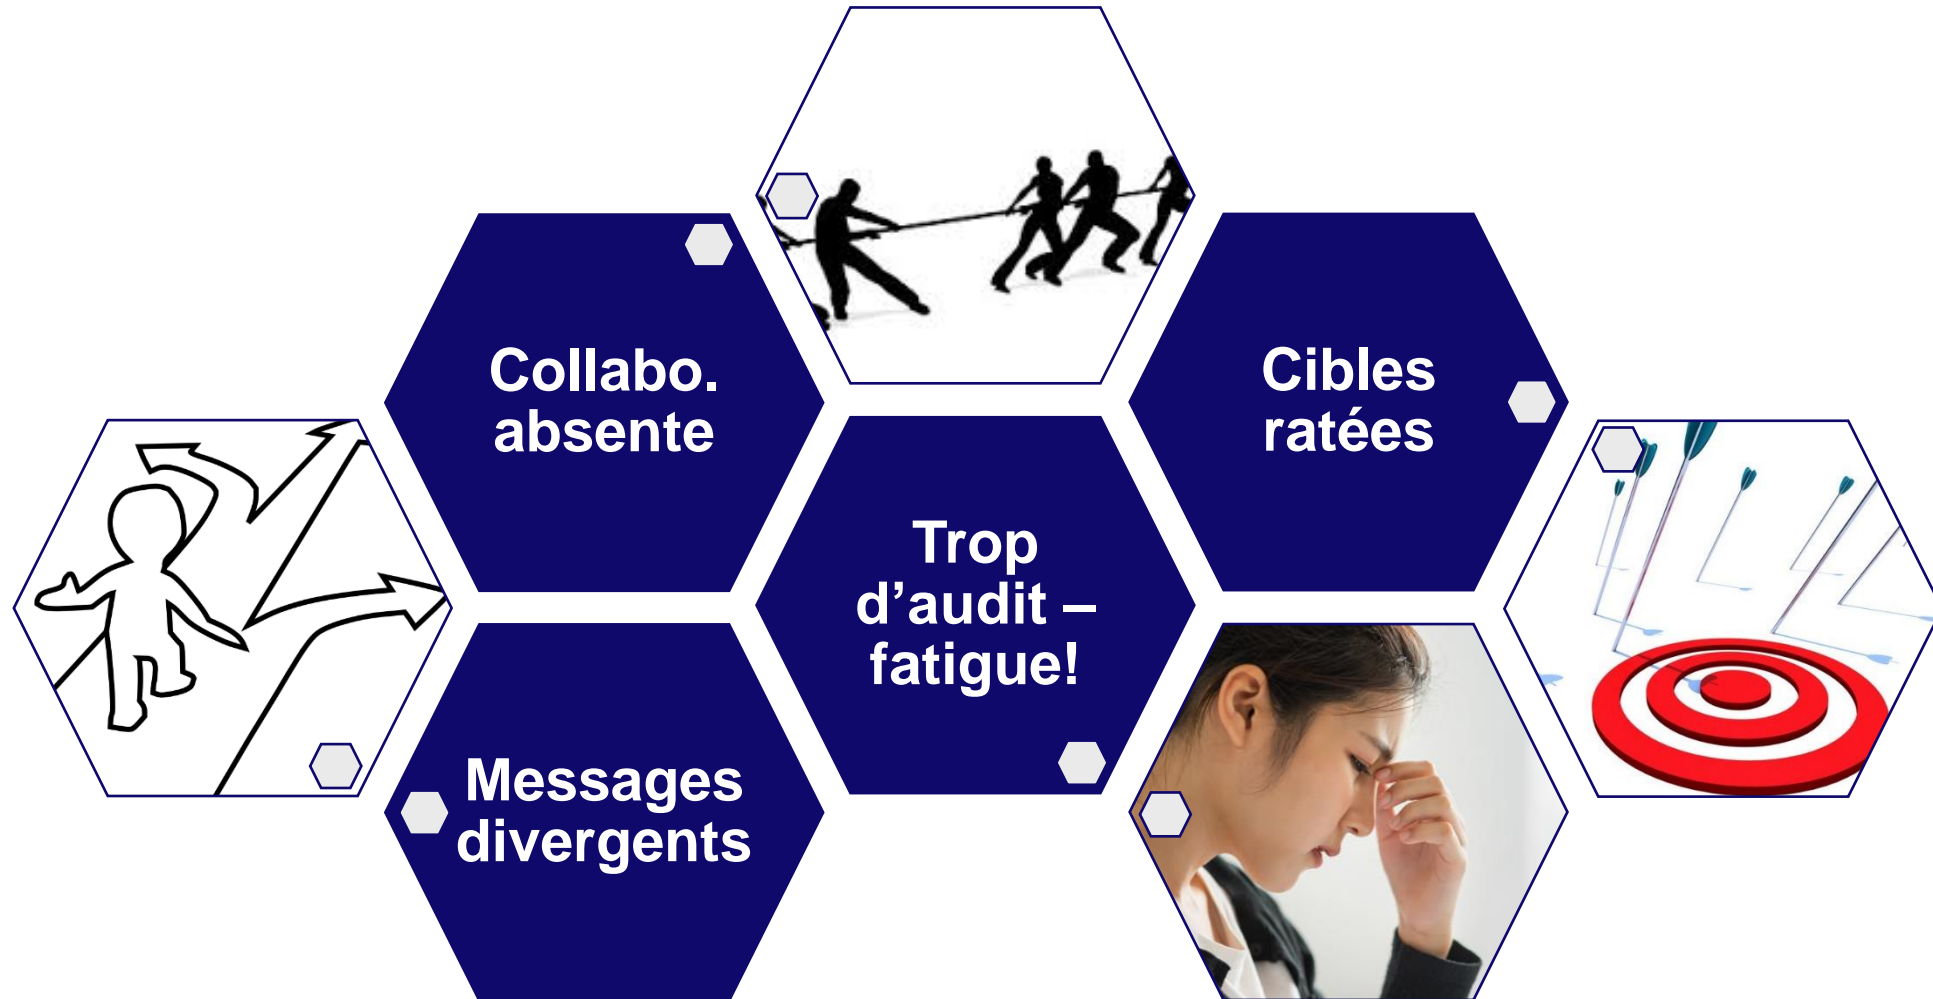 Collabo.
absente
Cibles
ratées
Trop
d’audit –
fatigue!
Messages
divergents